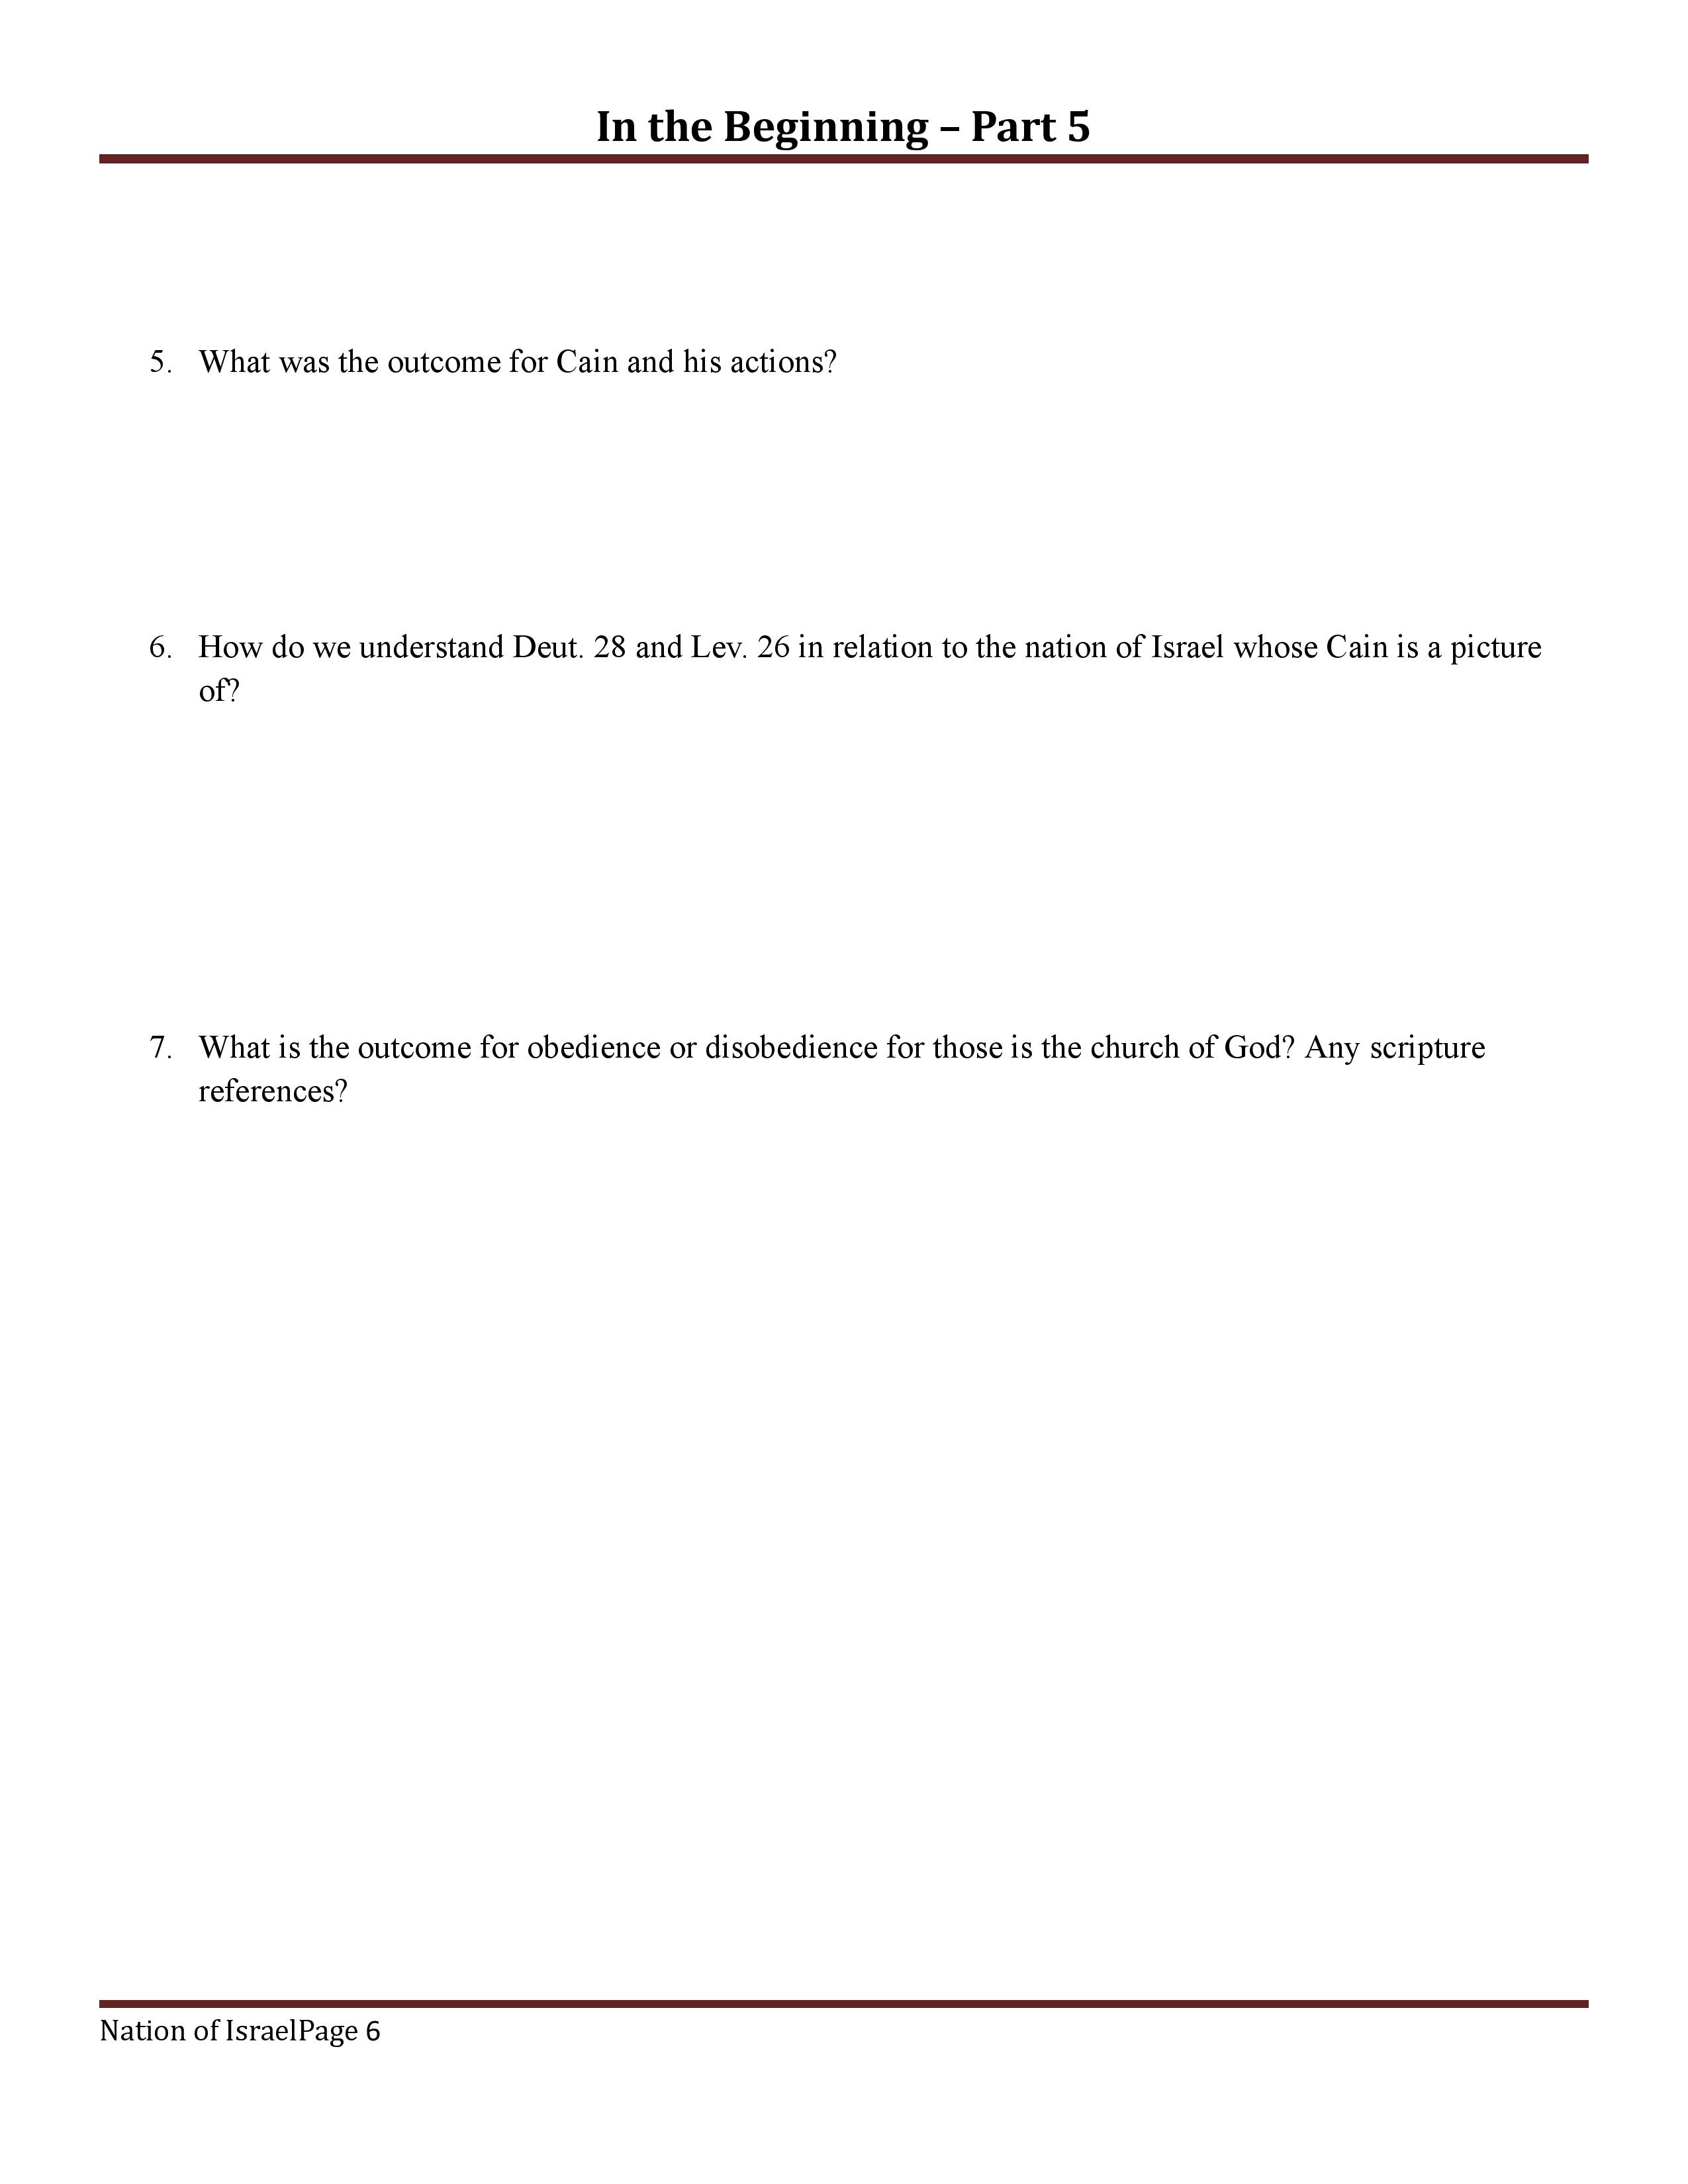 In the Beginning – Part 5
5. What was the outcome for Cain and his actions?
6. How do we understand Deut. 28 and Lev. 26 in relation to the nation of Israel whose Cain is a picture
of?
7. What is the outcome for obedience or disobedience for those is the church of God? Any scripture
references?
Nation of IsraelPage 6